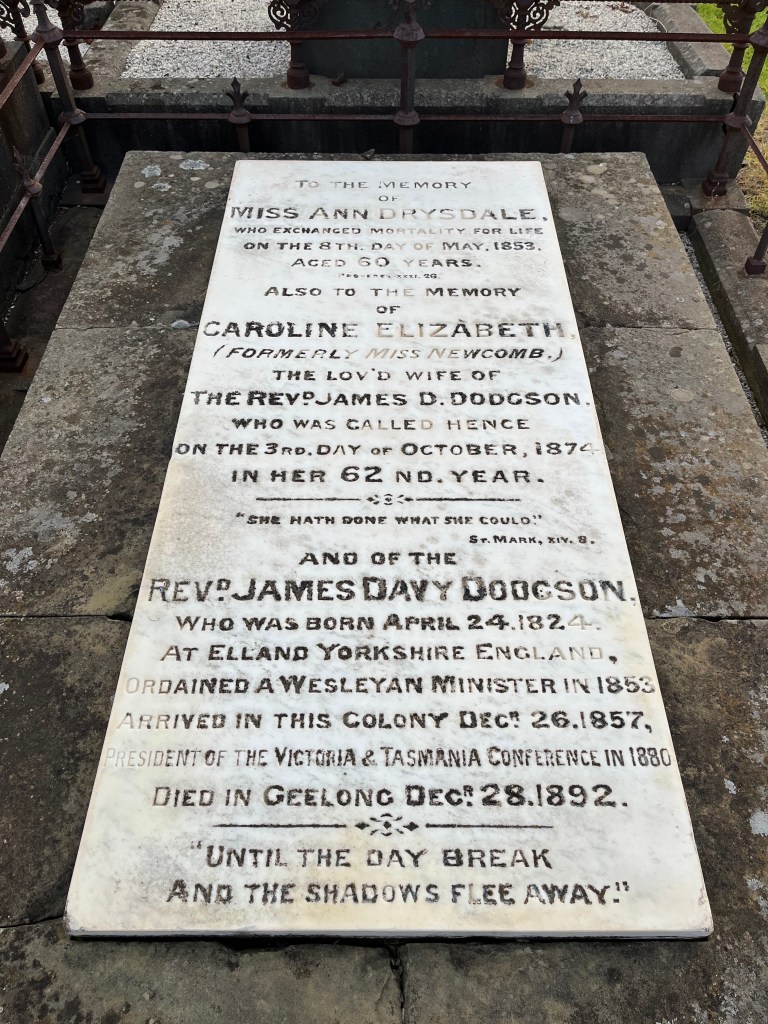 TO THE MEMORY
OF
MISS ANN DRYSDALE,
WHO EXCHANGED MORTALITY FOR LIFE
ON THE 8TH. DAY OF MAY, 1853.
AGED 60 YEARS.
PROVERBS XXXI. 26.
ALSO TO THE MEMORY
OF
CAROLINE ELIZABETH,
(FORMERLY MISS NEWCOMB.)
THE LOV'D WIFE OF
THE REVD. JAMES D. DODGSON.
WHO WAS CALLED HENCE
ON THE 3RD. DAY OF OCTOBER, 1874
IN HER 62 ND. YEAR.
"SHE HATH DONE WHAT SHE COULD."
ST. MARK, XIV. 8.
AND OF THE
REVD. JAMES DAVY DODGSON,
WHO WAS BORN APRIL 24. 1824.
AT ELLAND YORKSHIRE ENGLAND,
ORDAINED A WESLEYAN MINISTER IN 1853
ARRIVED IN THIS COLONY DECR. 26. 1857,
PRESIDENT OF THE VICTORIA & TASMANIA CONFERENCE IN 1880
DIED IN GEELONG DECR. 28. 1892.
"UNTIL THE DAY BREAK
AND THE SHADOWS FLEE AWAY."